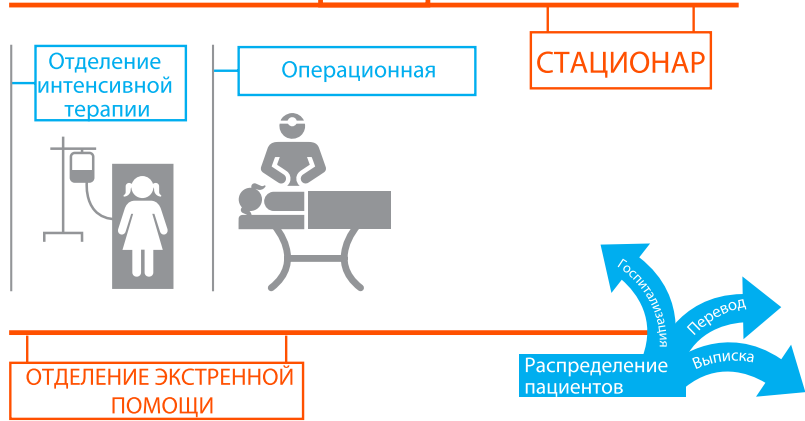 Отделение
интенсивной
терапии
Операционная
СТАЦИОНАР
Госпитализация
Перевод
Выписка
Распределение
пациентов
ОТДЕЛЕНИЕ ЭКСТРЕННОЙ
ПОМОЩИ